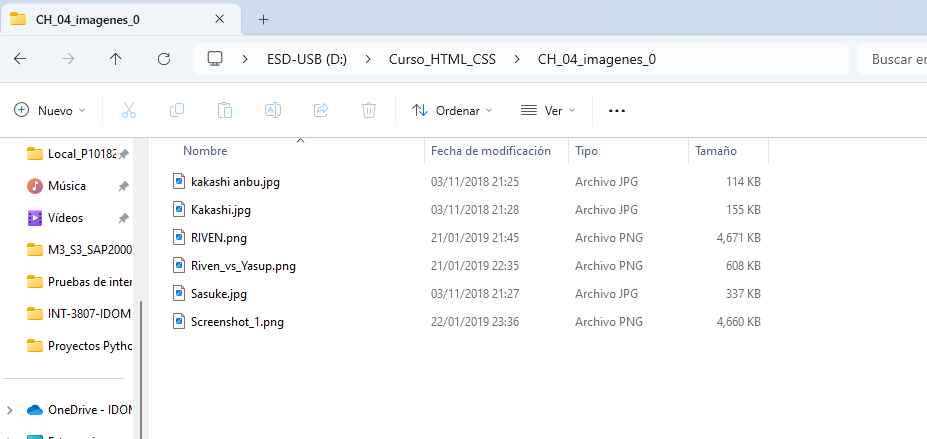 CH_04_imagenes_0
ESD-USB (D:) Curso_HTML_CSS CH_04_imagenes_0 Buscar en
Nuevo Ordenar Ver
Nombre Fecha de modificación Tipo Tamaño
Local_P10182
Música
Vídeos
M3_S3_SAP2000
Pruebas de inter
INT-3807-IDOM
Proyectos Pytho
OneDrive - IDOM
kakashi anbu.jpg 03/11/2018 21:25 Archivo JPG 114 KB
Kakashi.jpg 03/11/2018 21:28 Archivo JPG 155 KB
RIVEN.png 21/01/2019 21:45 Archivo PNG 4,671 KB
Riven_vs_Yasup.png 21/01/2019 22:35 Archivo PNG 608 KB
Sasuke.jpg 03/11/2018 21:27 Archivo JPG 337 KB
Screenshot_1.png 22/01/2019 23:36 Archivo PNG 4,660 KB